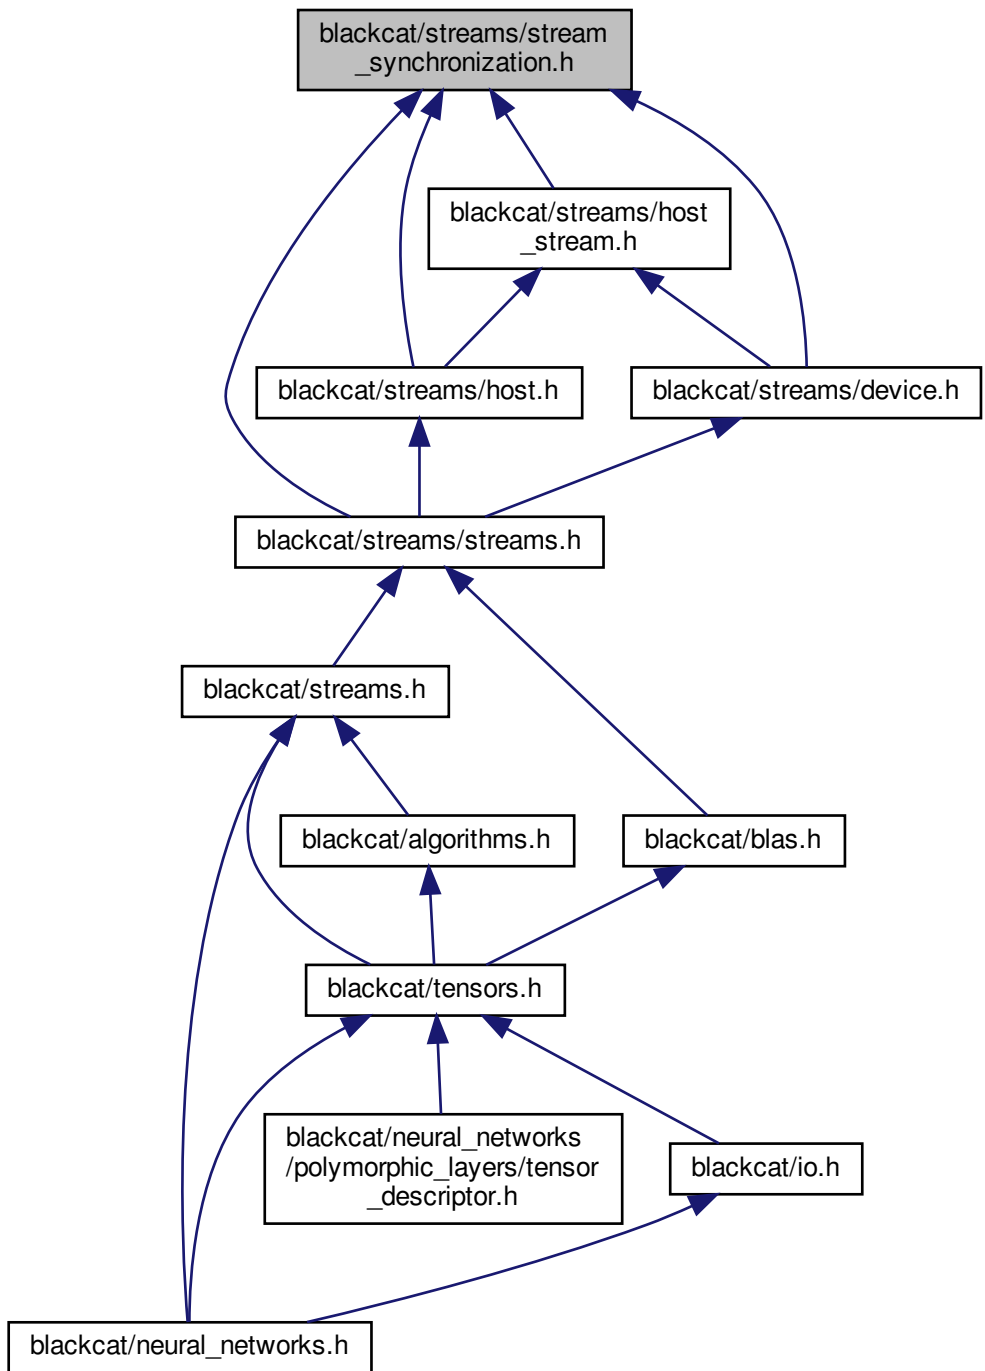 blackcat/streams/stream
_synchronization.h
blackcat/streams/host
_stream.h
blackcat/streams/host.h
blackcat/streams/device.h
blackcat/streams/streams.h
blackcat/streams.h
blackcat/algorithms.h
blackcat/blas.h
blackcat/tensors.h
blackcat/neural_networks
/polymorphic_layers/tensor
_descriptor.h
blackcat/io.h
blackcat/neural_networks.h